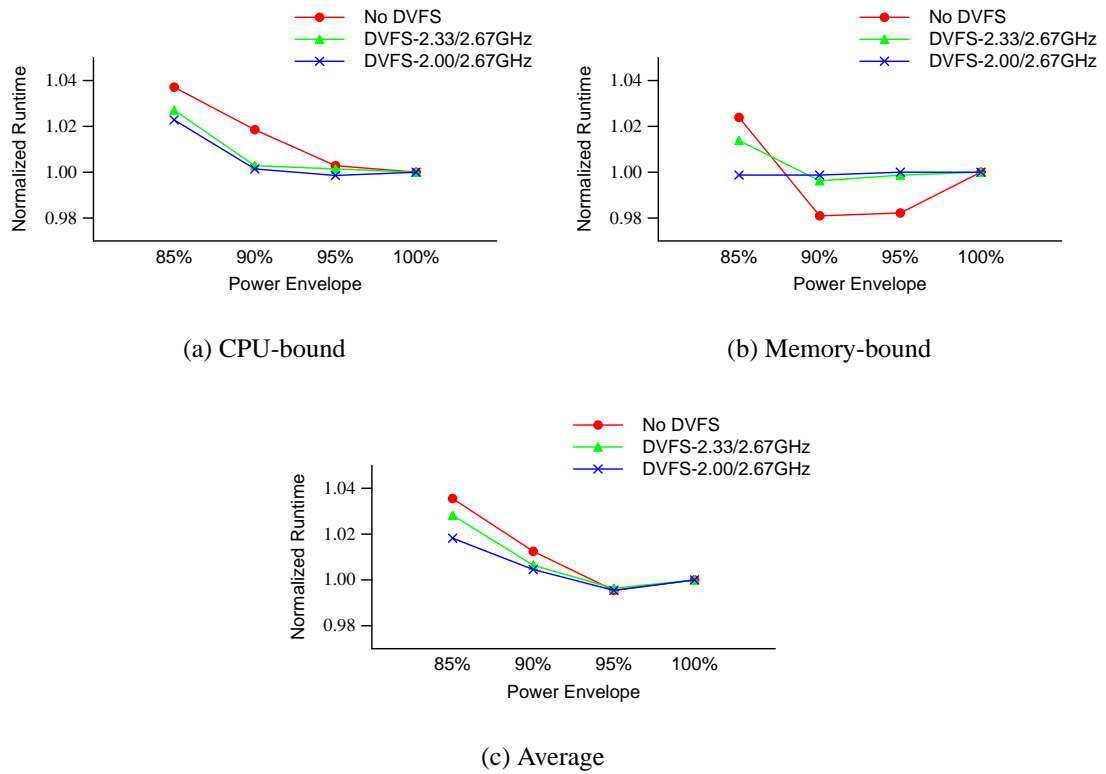 No DVFS
DVFS-2.33/2.67GHz
DVFS-2.00/2.67GHz
1.04
1.02
1.00
0.98
Normalized Runtime
85% 90% 95% 100%
Power Envelope
(a) CPU-bound
No DVFS
DVFS-2.33/2.67GHz
DVFS-2.00/2.67GHz
1.04
1.02
1.00
0.98
Normalized Runtime
85% 90% 95% 100%
Power Envelope
(b) Memory-bound
No DVFS
DVFS-2.33/2.67GHz
DVFS-2.00/2.67GHz
1.04
1.02
1.00
0.98
Normalized Runtime
85% 90% 95% 100%
Power Envelope
(c) Average